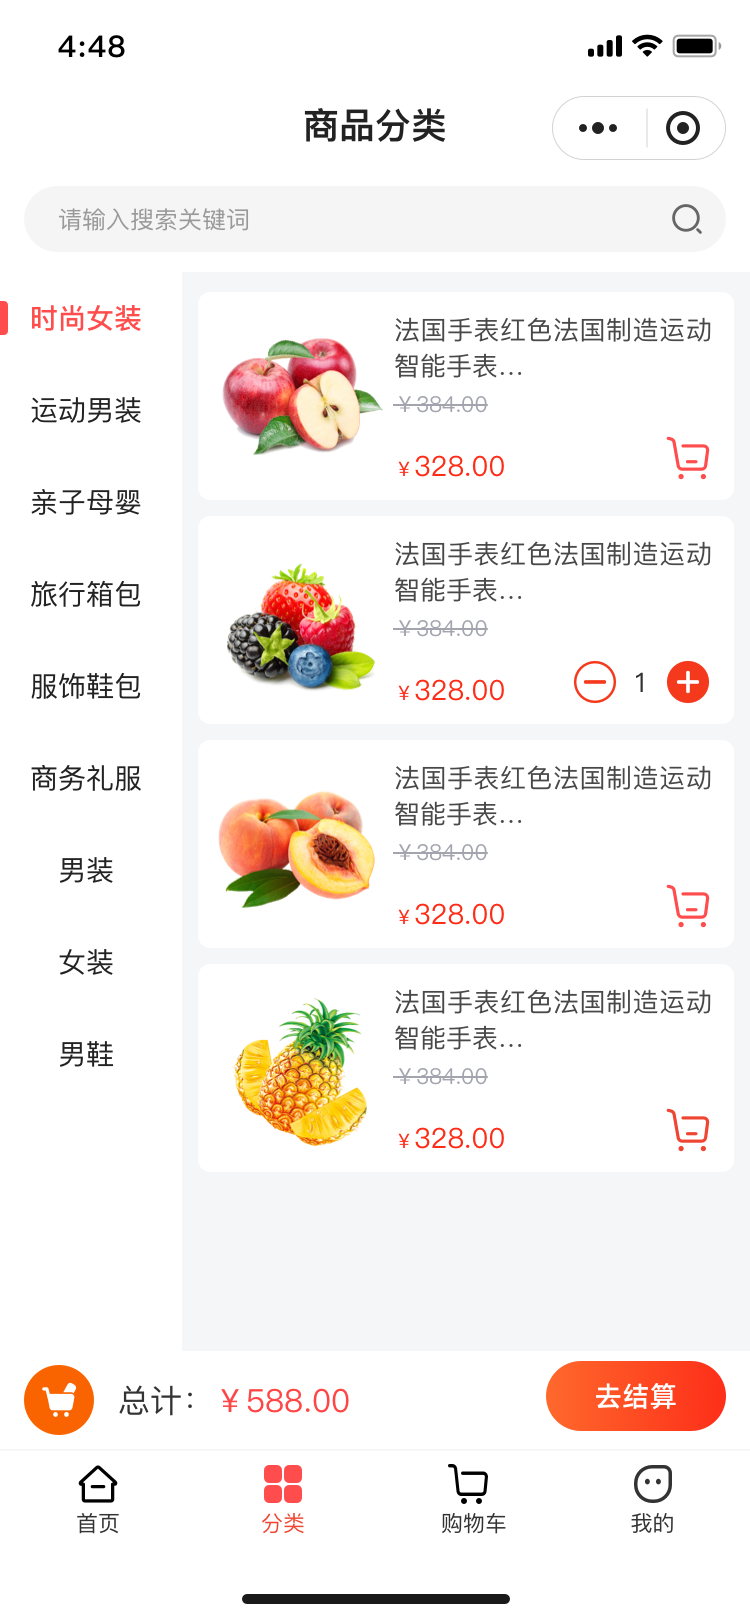 4:48
商品分类
请输入搜索关键词
时尚女装
运动男装
亲子母婴
旅行箱包
服饰鞋包
商务礼服
男装
女装
男鞋
法国手表红色法国制造运动
智能手表...
￥384.00
￥328.00
法国手表红色法国制造运动
智能手表...
￥384.00
￥328.00
1
法国手表红色法国制造运动
智能手表...
￥384.00
￥328.00
法国手表红色法国制造运动
智能手表...
￥384.00
￥328.00
总计：￥588.00
去结算
首页
分类
购物车
我的